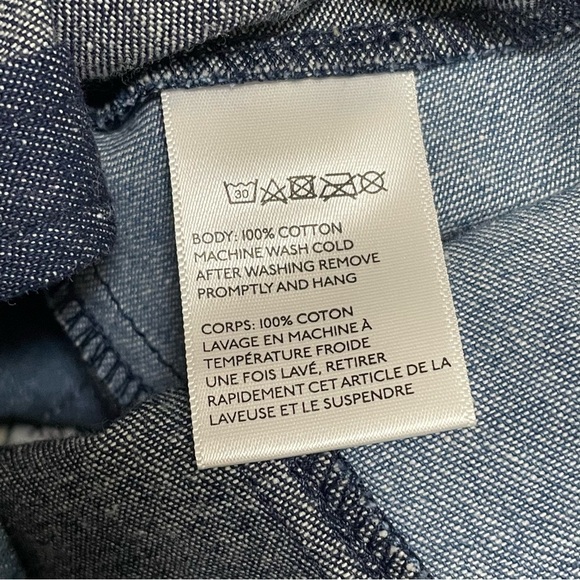 30
BODY: 100% COTTON
MACHINE WASH COLD
AFTER WASHING REMOVE
PROMPTLY AND HANG
CORPS: 100% COTON
LAVAGE EN MACHINE À
TEMPÉRATURE FROIDE
UNE FOIS LAVÉ, RETIRER
RAPIDEMENT CET ARTICLE DE LA
LAVEUSE ET LE SUSPENDRE